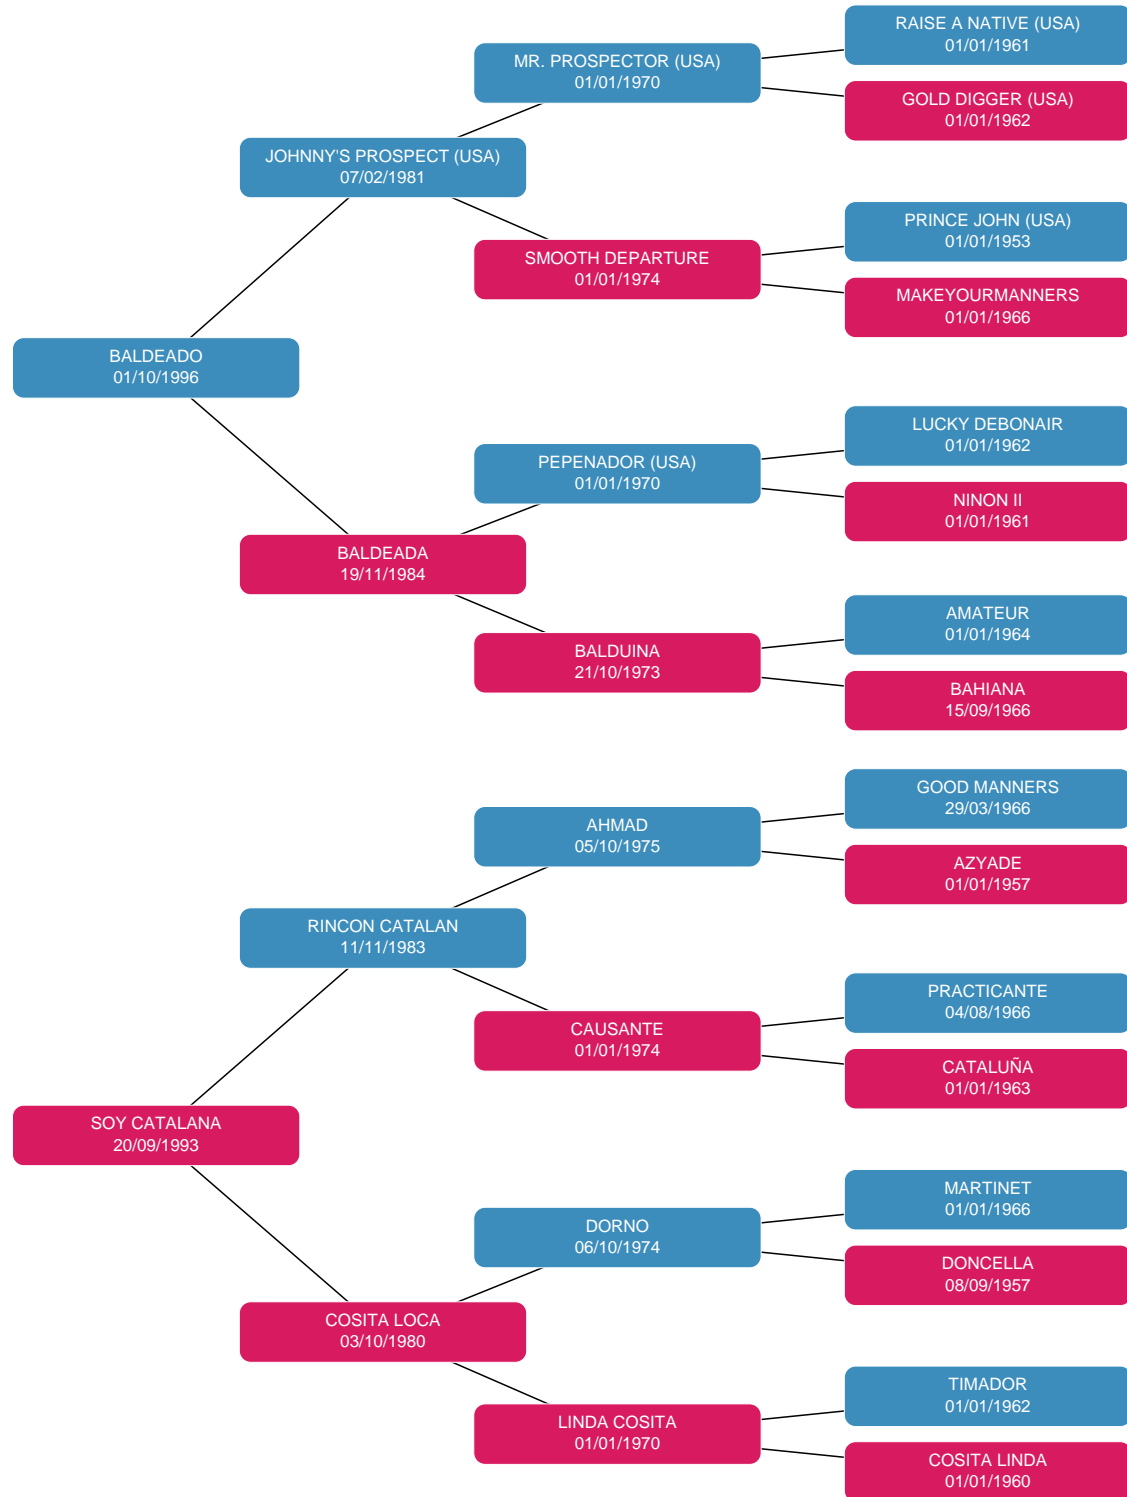 RAISE A NATIVE (USA)
01/01/1961
MR. PROSPECTOR (USA)
01/01/1970
GOLD DIGGER (USA)
01/01/1962
JOHNNY'S PROSPECT (USA)
07/02/1981
PRINCE JOHN (USA)
01/01/1953
SMOOTH DEPARTURE
01/01/1974
MAKEYOURMANNERS
01/01/1966
BALDEADO
01/10/1996
LUCKY DEBONAIR
01/01/1962
PEPENADOR (USA)
01/01/1970
NINON II
01/01/1961
BALDEADA
19/11/1984
AMATEUR
01/01/1964
BALDUINA
21/10/1973
BAHIANA
15/09/1966
GOOD MANNERS
29/03/1966
AHMAD
05/10/1975
AZYADE
01/01/1957
RINCON CATALAN
11/11/1983
PRACTICANTE
04/08/1966
CAUSANTE
01/01/1974
CATALUÑA
01/01/1963
SOY CATALANA
20/09/1993
MARTINET
01/01/1966
DORNO
06/10/1974
DONCELLA
08/09/1957
COSITA LOCA
03/10/1980
TIMADOR
01/01/1962
LINDA COSITA
01/01/1970
COSITA LINDA
01/01/1960